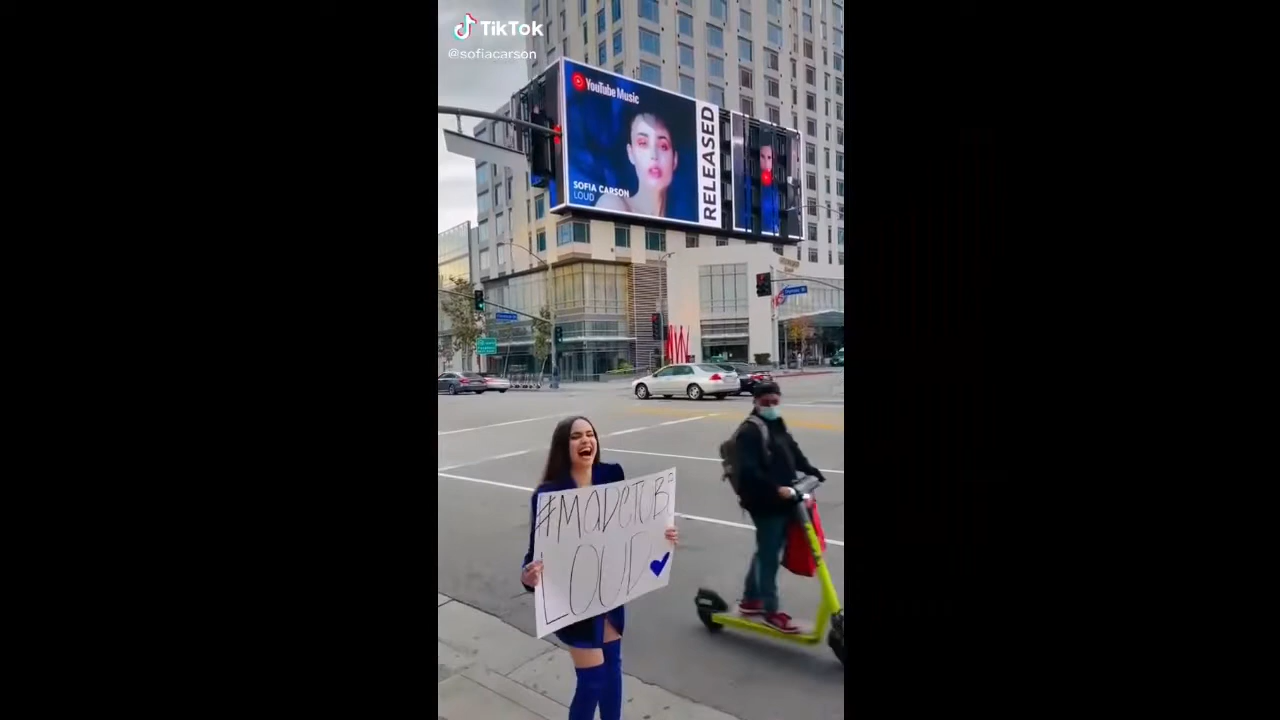 TikTok
@sofiacarson
YouTube Music
SOFIA CARSON
LOUD
RELEASED
#MADETOBE
LOUD